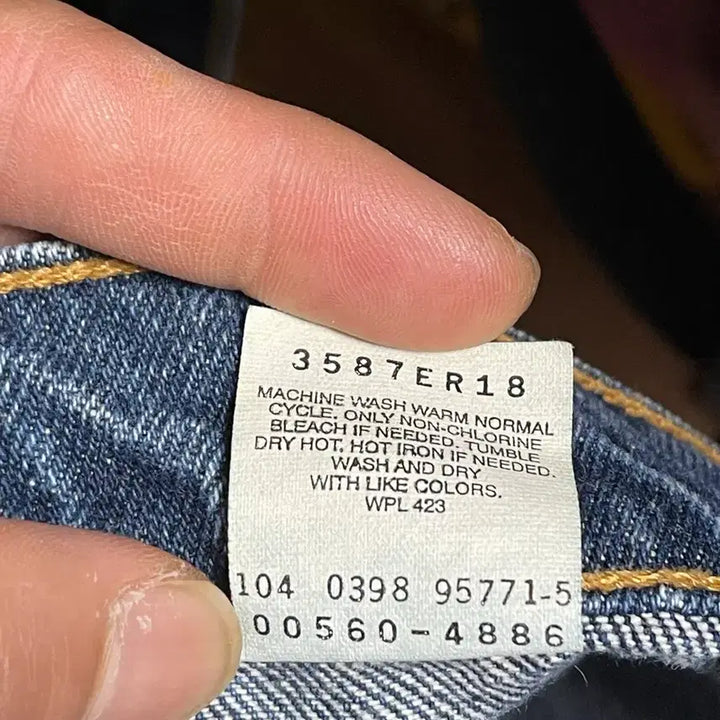 3587ER18
MACHINE WASH WARM NORMAL
CYCLE. ONLY NON-CHLORINE
BLEACH IF NEEDED. TUMBLE
DRY HOT. HOT IRON IF NEEDED.
WASH AND DRY
WITH LIKE COLORS.
WPL 423
104 0398 95771-5
00560-4886